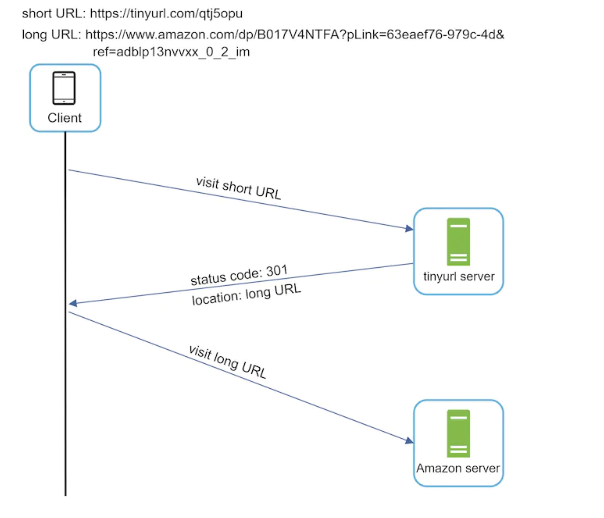 short URL: https://tinyurl.com/qtj5opu
long URL: https://www.amazon.com/dp/B017V4NTFA?pLink=63eaef76-979c-4d&
ref=adblp13nvvxx_0_2_im
Client
visit short URL
tinyurl server
status code: 301
location: long URL
visit long URL
Amazon server